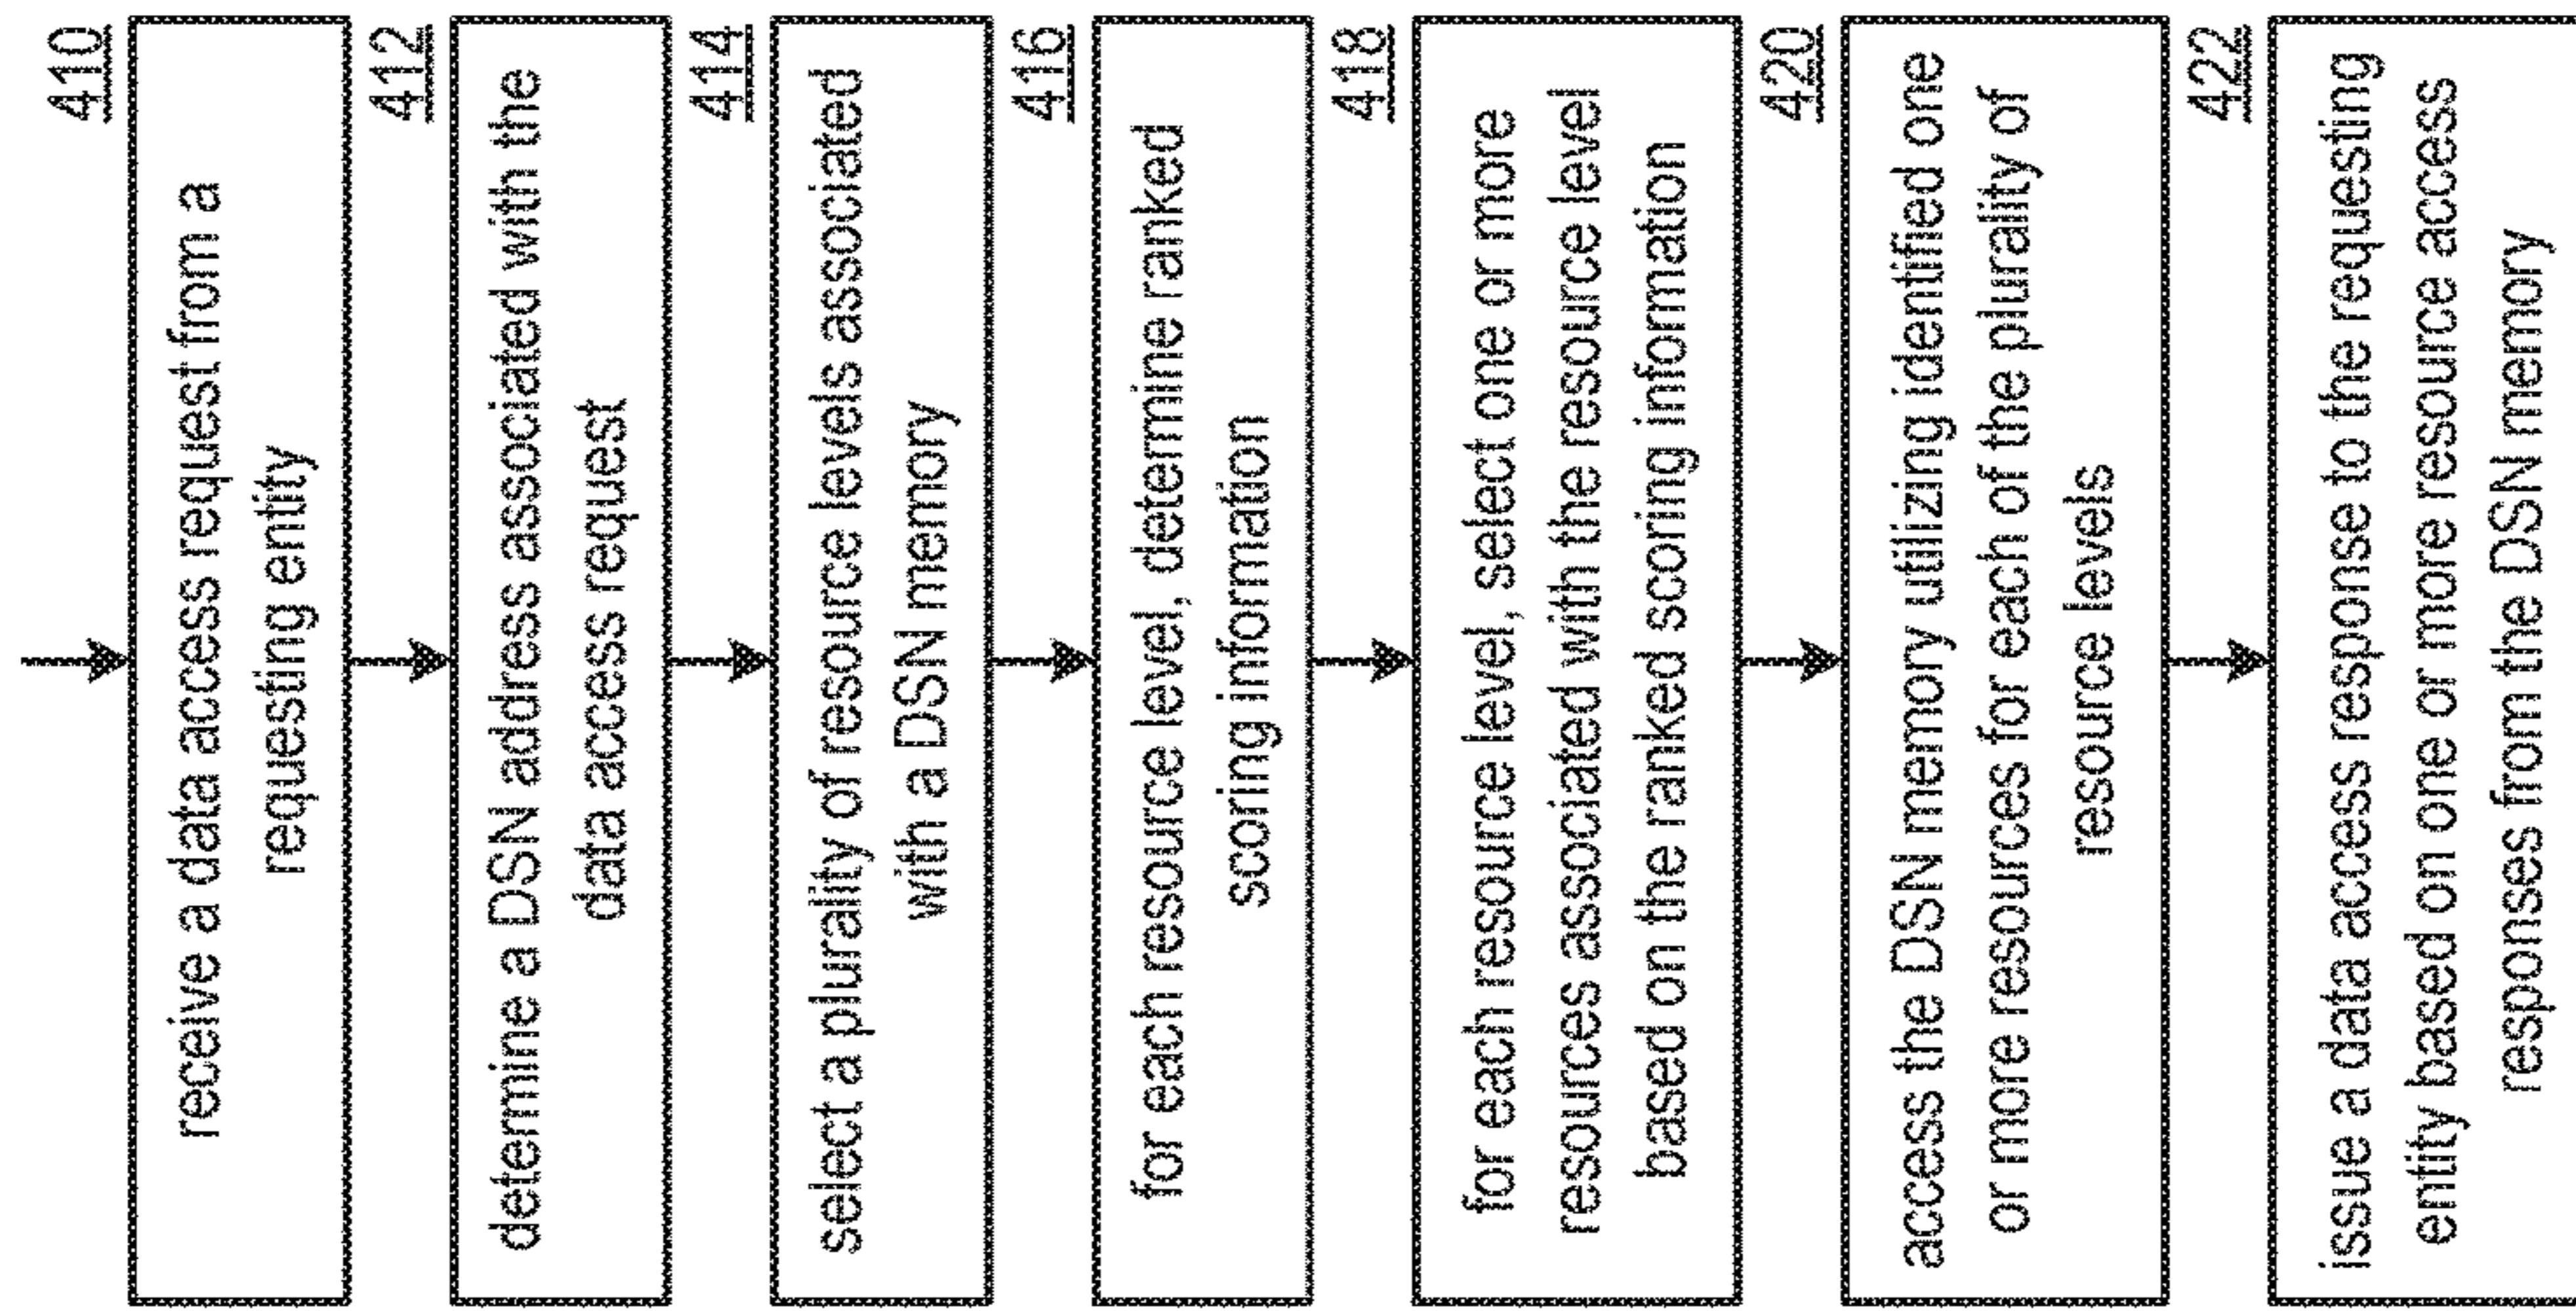 410
receive a data access request from a
requesting entity
412
determine a DSN address associated with the
data access request
414
select a plurality of resource levels associated
with a DSN memory
416
for each resource level, determine ranked
scoring information
418
for each resource level, select one or more
resources associated with the resource level
based on the ranked scoring information
420
access the DSN memory utilizing identified one
or more resources for each of the plurality of
resource levels
422
issue a data access response to the requesting
entity based on one or more resource access
responses from the DSN memory